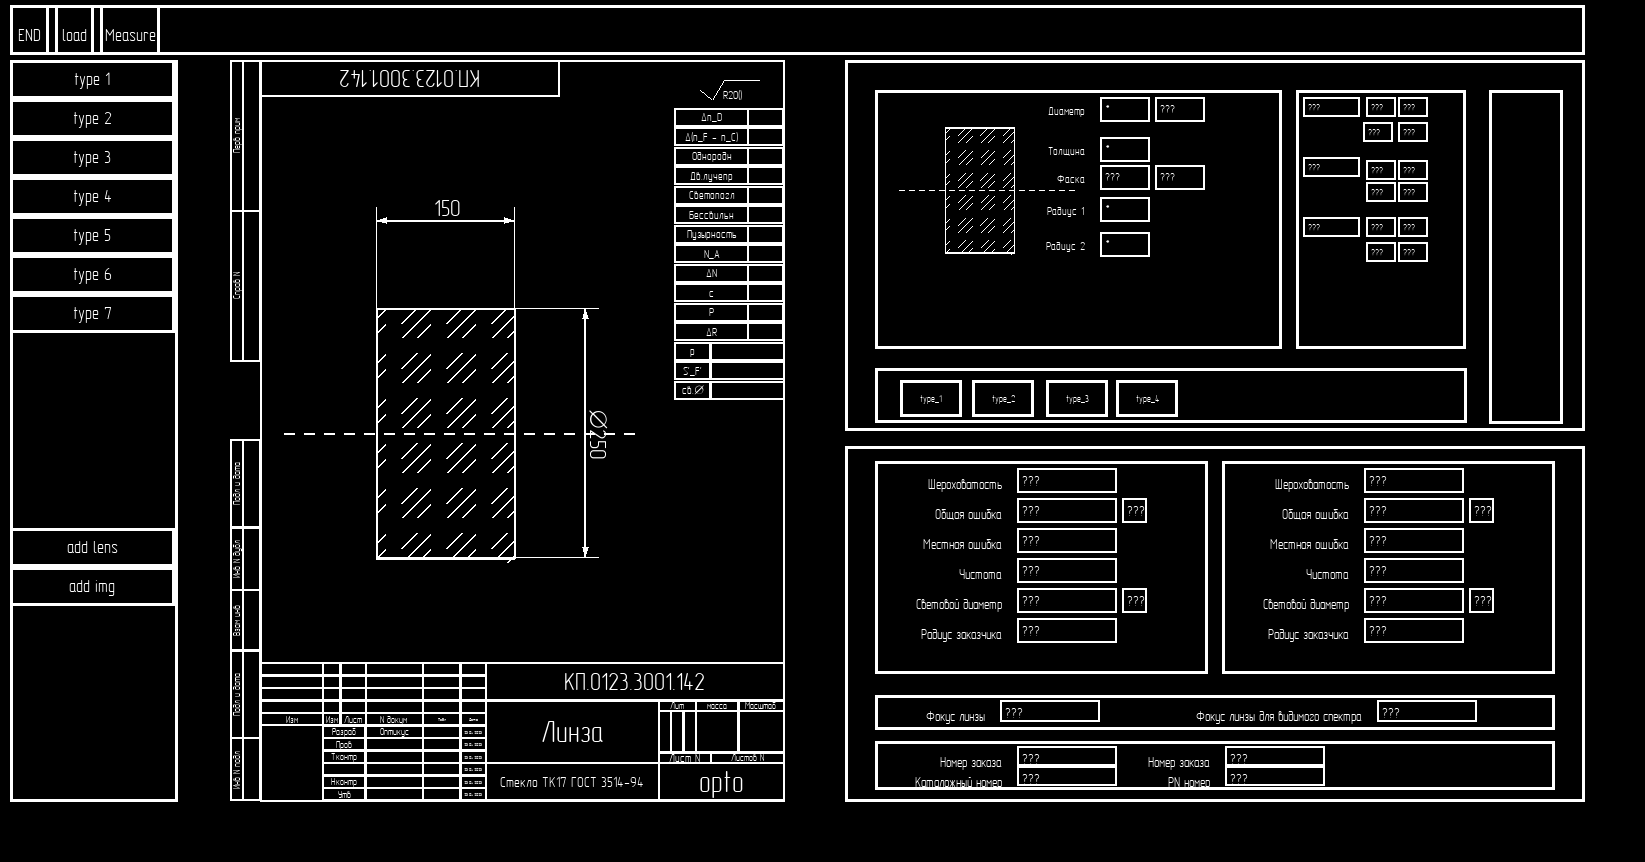 END load Measure
type 1
type 2
type 3
type 4
type 5
type 6
type 7
add lens
add img
Перв прим
Справ N
Подп и дата
Инв N дубл
Взам инв
Подп и дата
Инв N подл
КП.0123.3001.142
R20()
Δn_D
Δ(n_F - n_C)
Однородн
Дв.лучепр
Светопогл
Бессвильн
Пузырность
N_A
ΔN
c
P
ΔR
p
S'_F'
св.∅
150
∅250
КП.0123.3001.142
Изм Изм Лист N докум
Разраб Оптикус
Пров
Т.контр
Н.контр
Утв
Линза
Лит масса Масштаб
Лист N Листов N
Стекло ТК17 ГОСТ 3514-94
opto
Диаметр * ???
Толщина *
Фаска ??? ???
Радиус 1 *
Радиус 2 *
??? ??? ???
??? ???
??? ??? ???
??? ???
??? ??? ???
??? ???
type_1 type_2 type_3 type_4
Шероховатость ???
Общая ошибка ??? ???
Местная ошибка ???
Чистота ???
Световой диаметр ??? ???
Радиус заказчика ???
Шероховатость ???
Общая ошибка ??? ???
Местная ошибка ???
Чистота ???
Световой диаметр ??? ???
Радиус заказчика ???
Фокус линзы ??? Фокус линзы для видимого спектра ???
Номер заказа ??? Номер заказа ???
Каталожный номер ??? PN номер ???